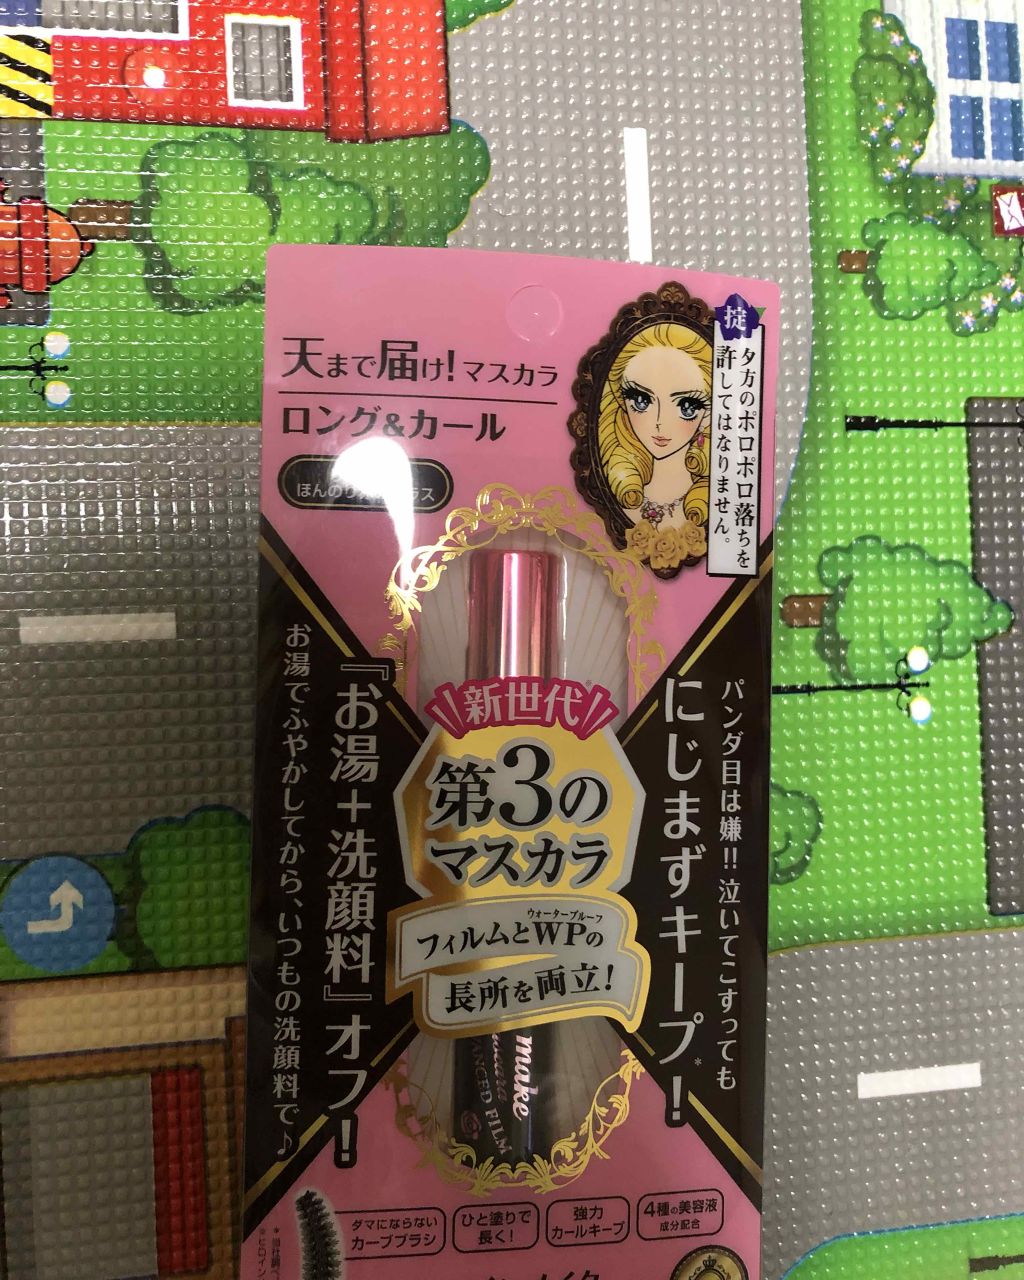 天まで届け!マスカラ
ロング&カール
ほんのり
掟
夕方のポロポロ落ちを
許してはなりません。
新世代※
第3の
マスカラ
ウォータープルーフ
フィルムとWPの
長所を両立!
パンダ目は嫌!!泣いてこすっても
にじまずキープ*!
『お湯+洗顔料』オフ!
お湯でふやかしてから、いつもの洗顔料で♪
make
ANCED FILM
ダマにならない
カーブブラシ
ひと塗りで
長く!
強力
カールキープ
4種の美容液
成分配合